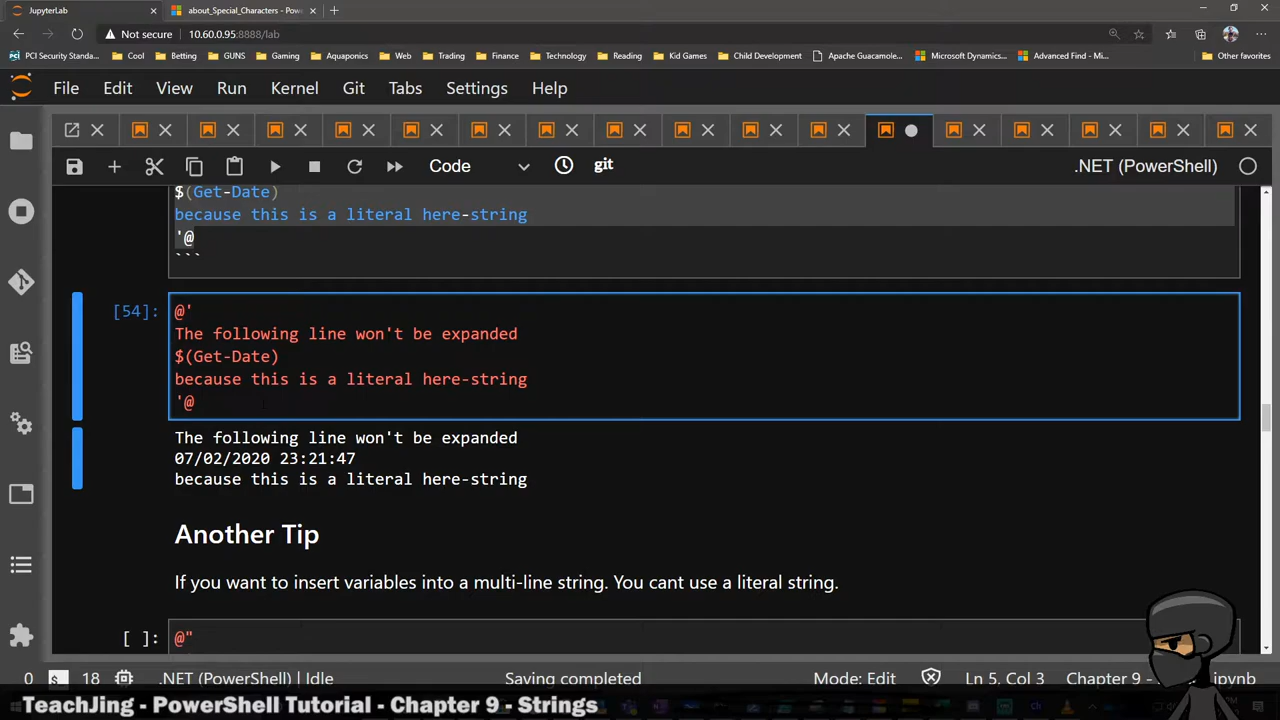 JupyterLab
about_Special_Characters - Pow
Not secure
10.60.0.95:8888/lab
PCI Security Standa...
Cool
Betting
GUNS
Gaming
Aquaponics
Web
Trading
Finance
Technology
Reading
Kid Games
Child Development
Apache Guacamole...
Microsoft Dynamics...
Advanced Find - Mi...
Other favorites
File Edit View Run Kernel Git Tabs Settings Help
Code
git
.NET (PowerShell)
$(Get-Date)
because this is a literal here-string
'@
```
[54]:
@'
The following line won't be expanded
$(Get-Date)
because this is a literal here-string
'@
The following line won't be expanded
07/02/2020 23:21:47
because this is a literal here-string
Another Tip
If you want to insert variables into a multi-line string. You cant use a literal string.
[ ]:
@"
0
$_
18
.NET (PowerShell) | Idle
Saving completed
Mode: Edit
Ln 5, Col 3
Chapter 9 -
ipynb
TeachJing - PowerShell Tutorial - Chapter 9 - Strings